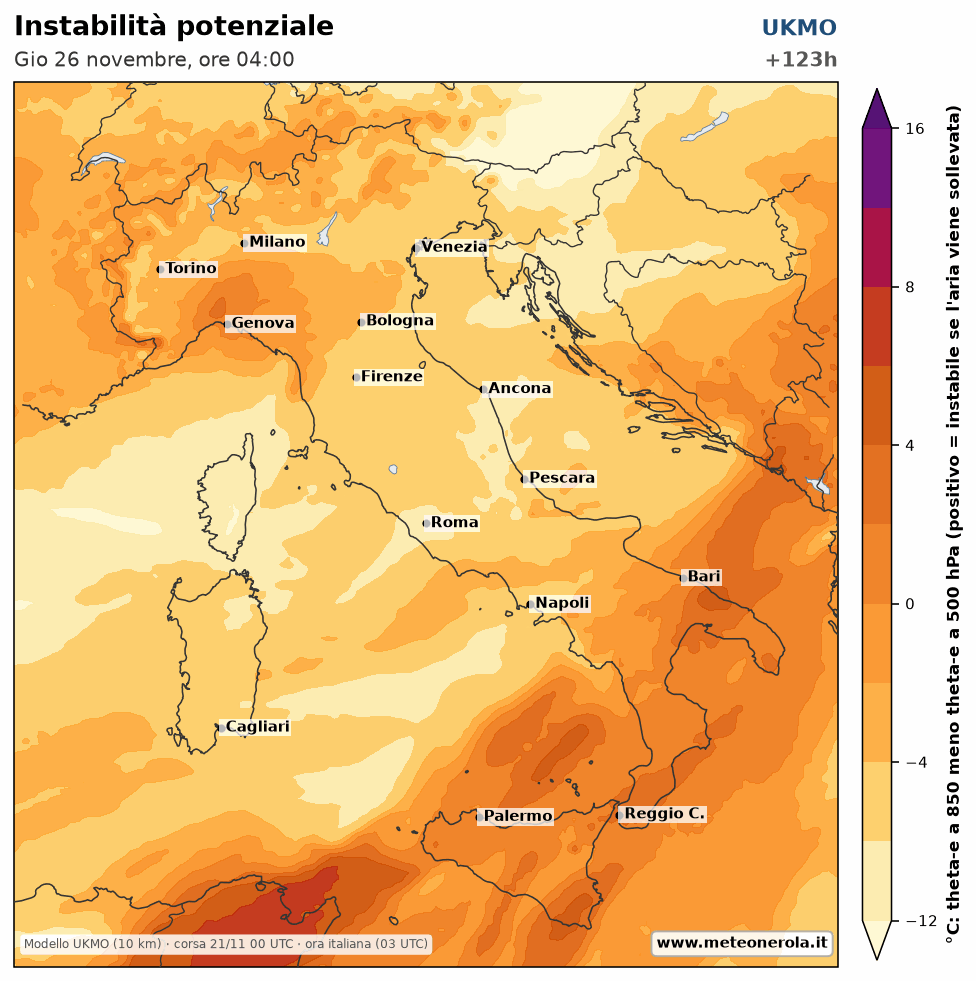 Instabilità potenziale
UKMO
Gio 26 novembre, ore 04:00
+123h
Milano
Venezia
Torino
Genova
Bologna
Firenze
Ancona
Pescara
Roma
Bari
Napoli
Cagliari
Palermo
Reggio C.
Modello UKMO (10 km) · corsa 21/11 00 UTC · ora italiana (03 UTC)
www.meteonerola.it
16
8
4
0
−4
−12
°C: theta-e a 850 meno theta-e a 500 hPa (positivo = instabile se l'aria viene sollevata)